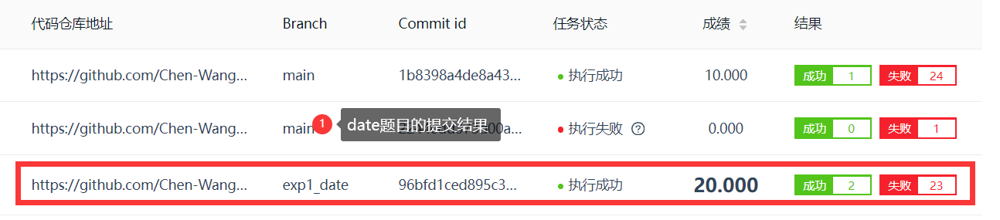 代码仓库地址 Branch Commit id 任务状态 成绩 结果
https://github.com/Chen-Wang... main 1b8398a4de8a43... 执行成功 10.000 成功 1 失败 24
https://github.com/Chen-Wang... main 1 date题目的提交结果 执行失败 ? 0.000 成功 0 失败 1
https://github.com/Chen-Wang... exp1_date 96bfd1ced895c3... 执行成功 20.000 成功 2 失败 23